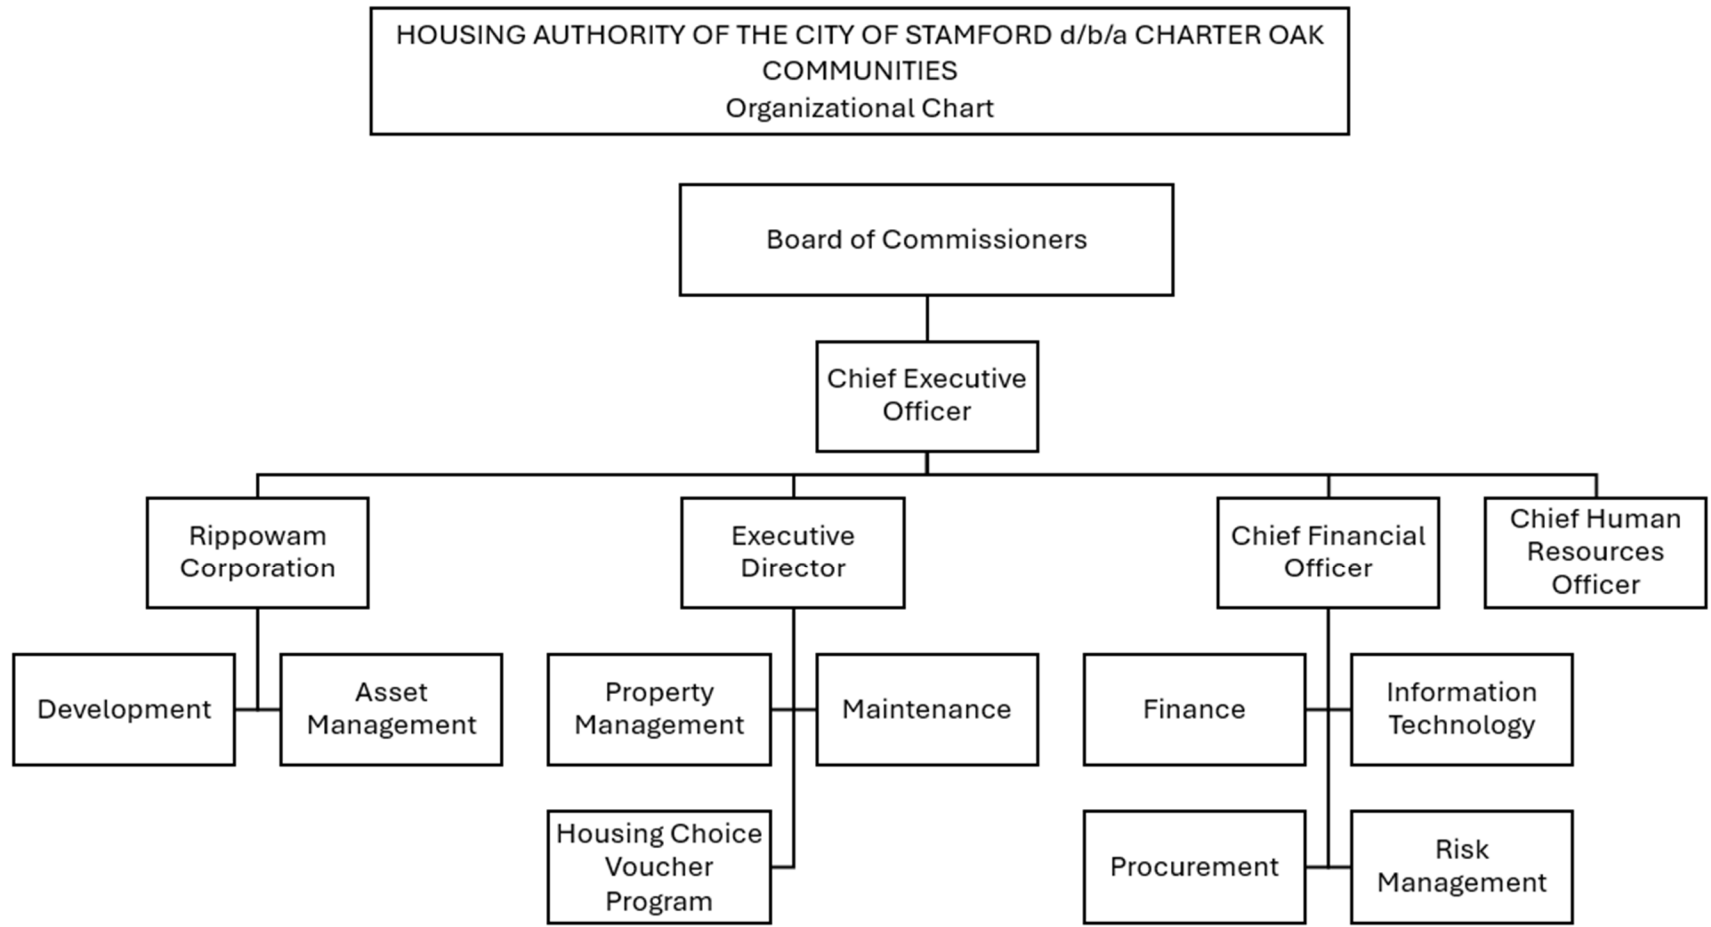 HOUSING AUTHORITY OF THE CITY OF STAMFORD d/b/a CHARTER OAK
COMMUNITIES
Organizational Chart
Board of Commissioners
Chief Executive
Officer
Rippowam
Corporation
Executive
Director
Chief Financial
Officer
Chief Human
Resources
Officer
Development
Asset
Management
Property
Management
Maintenance
Finance
Information
Technology
Housing Choice
Voucher
Program
Procurement
Risk
Management